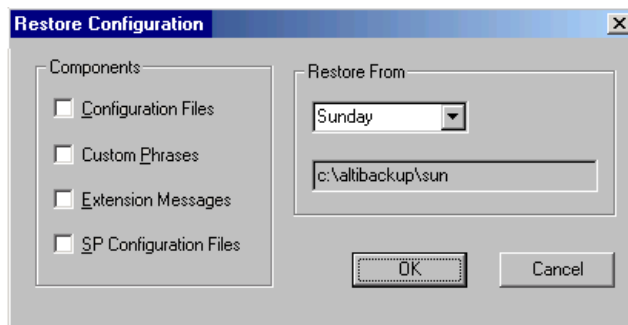 Restore Configuration
Components
Configuration Files
Custom Phrases
Extension Messages
SP Configuration Files
Restore From
Sunday
c:\altibackup\sun
OK
Cancel